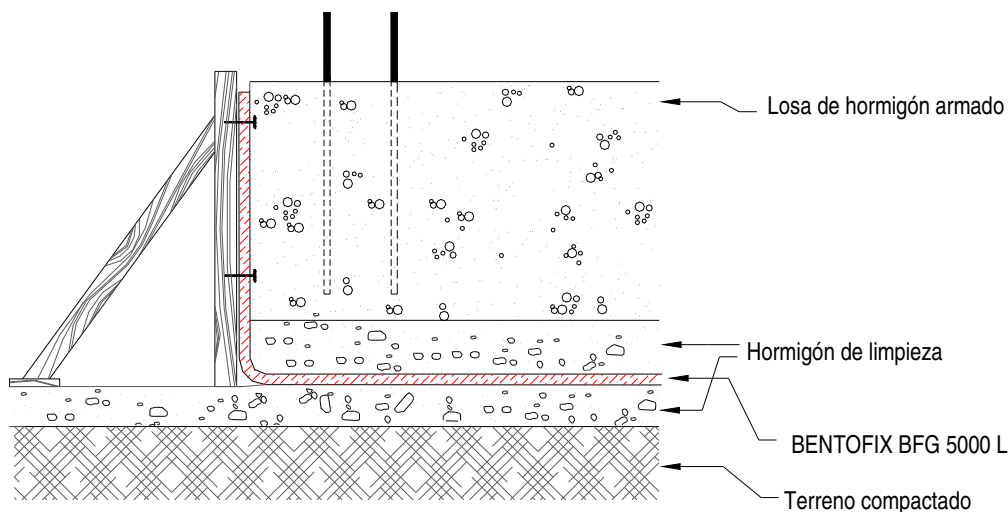 Losa de hormigón armado
Hormigón de limpieza
BENTOFIX BFG 5000 L
Terreno compactado